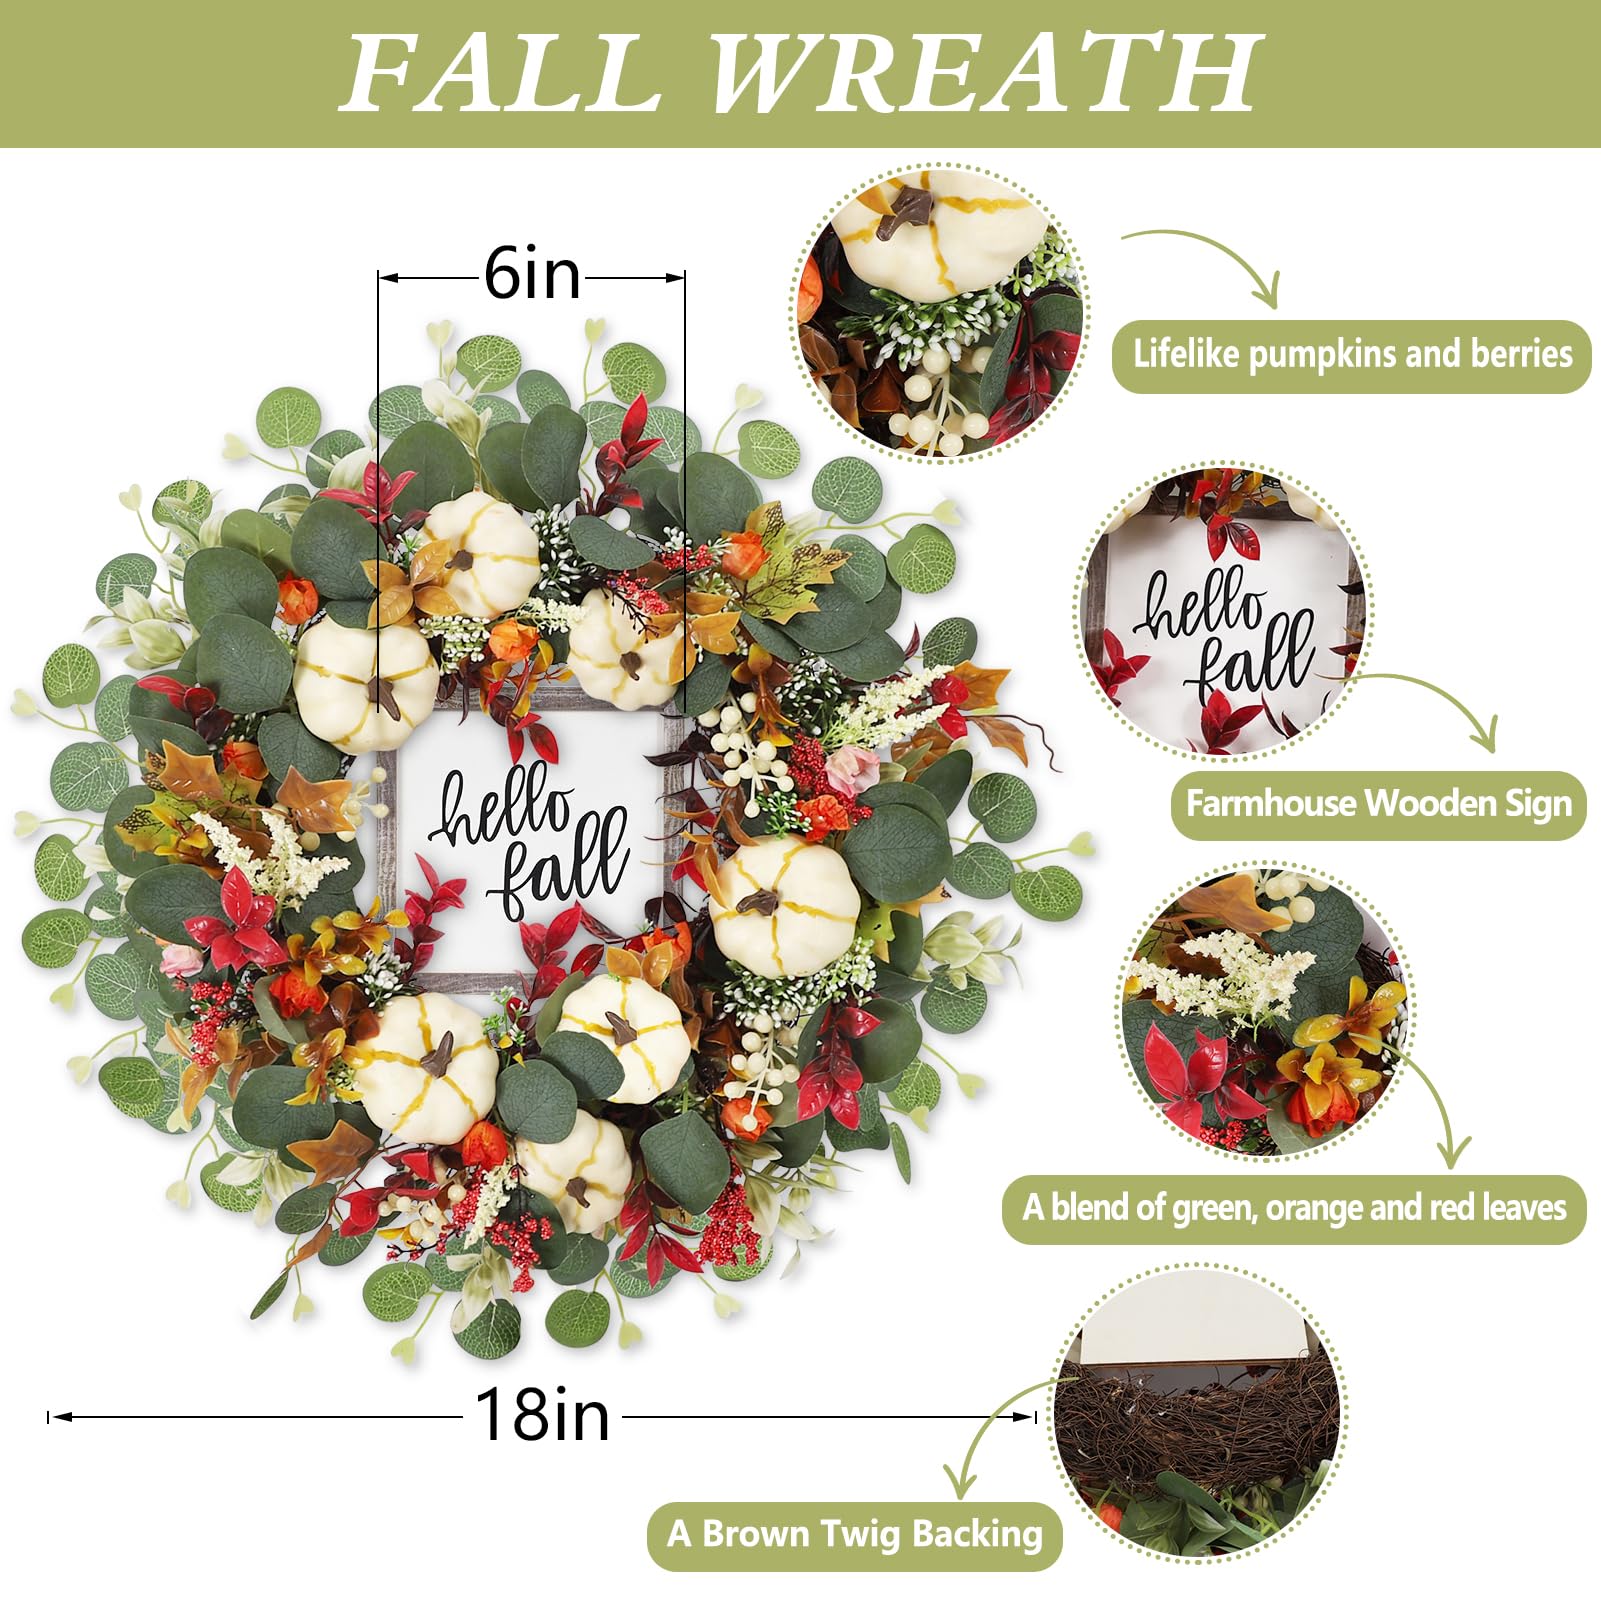 FALL WREATH
6in
Lifelike pumpkins and berries
hello
fall
Farmhouse Wooden Sign
hello
fall
A blend of green, orange and red leaves
18in
A Brown Twig Backing